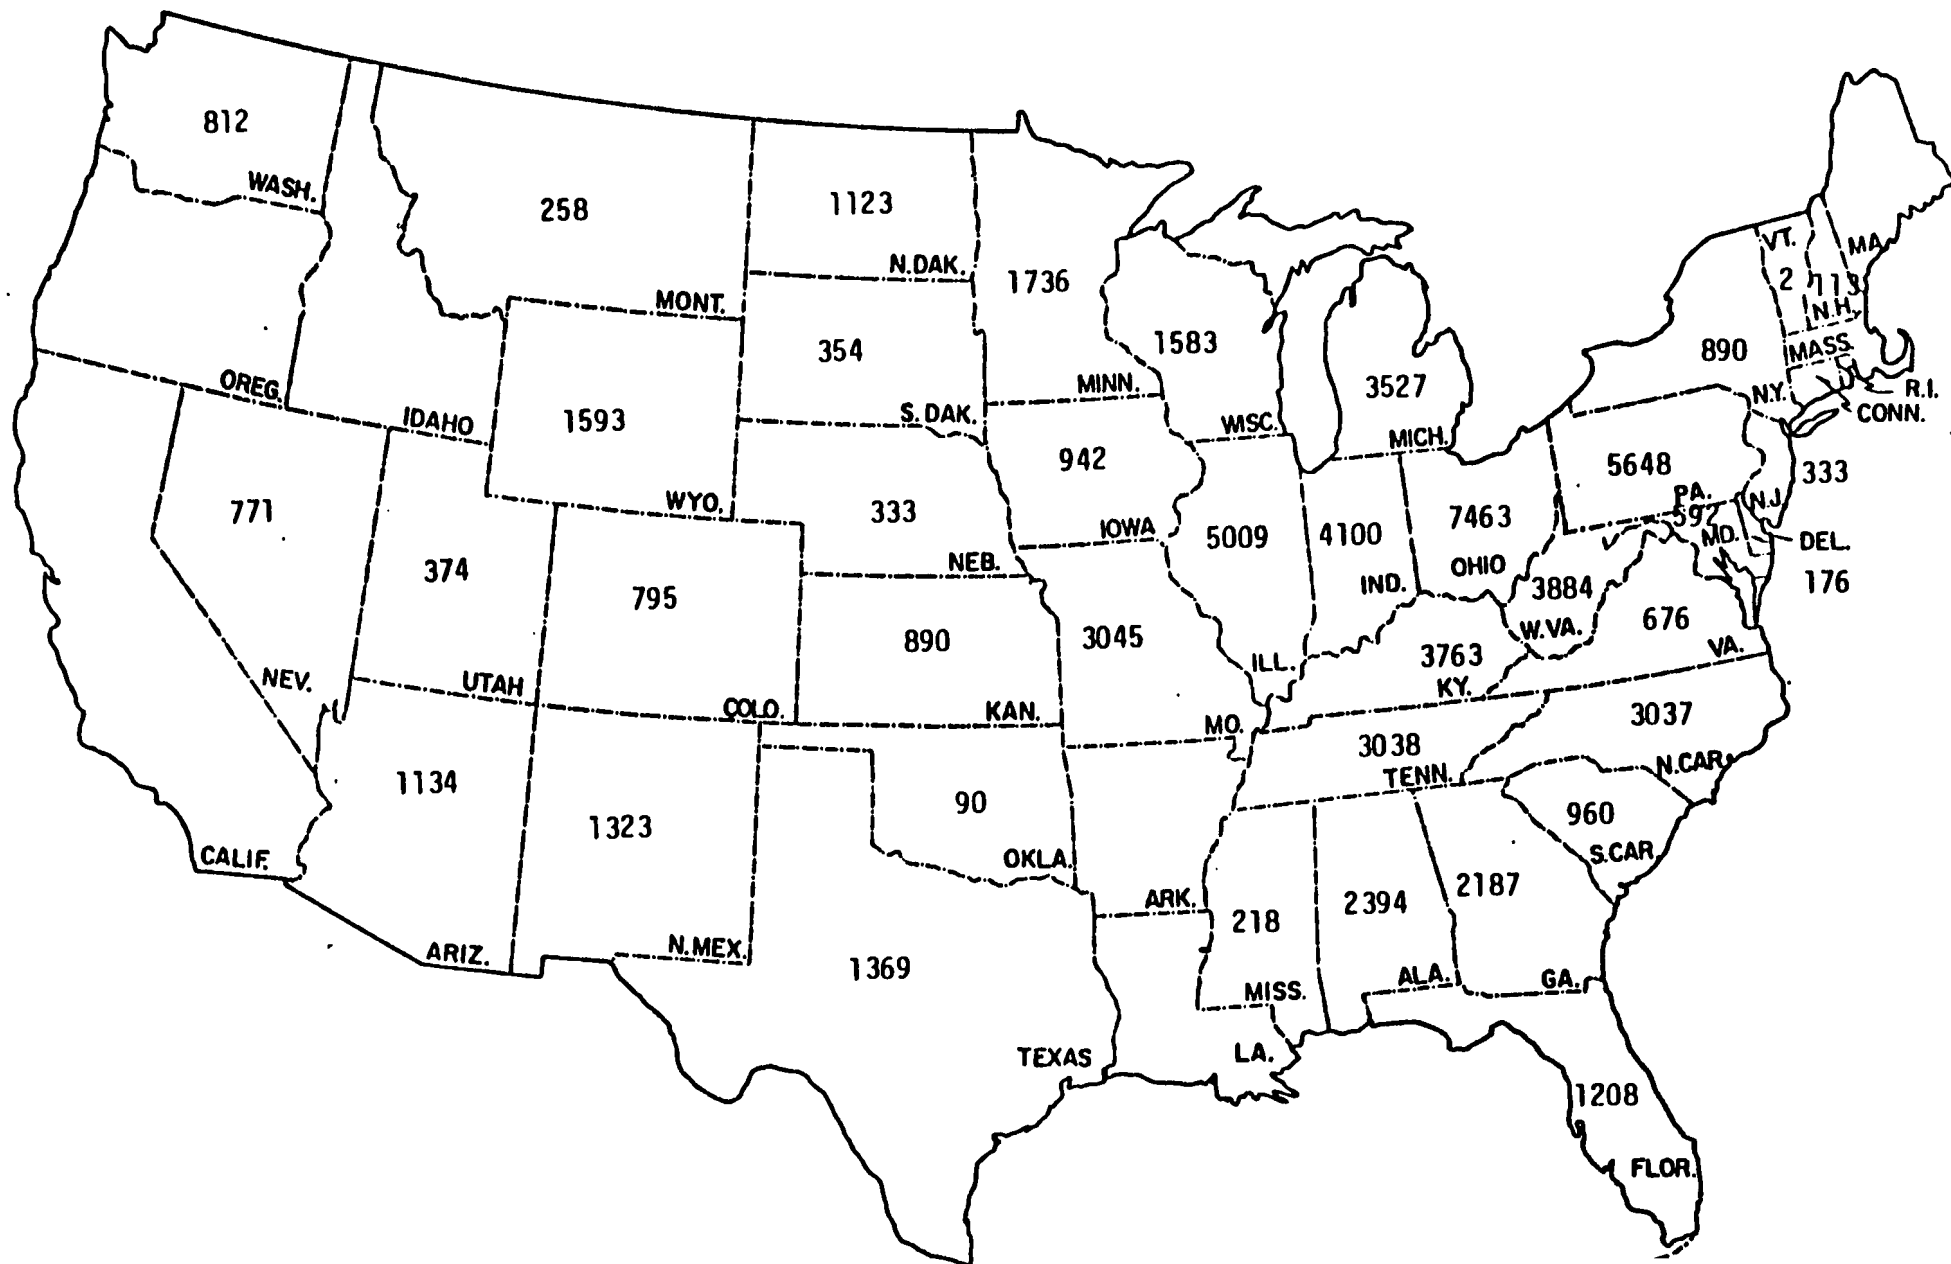 812
WASH.
258
MONT.
1123
N.DAK.
1736
MINN.
VT.
2
113
N.H.
MA
OREG.
IDAHO
1593
WYO.
354
S.DAK.
1583
WISC.
3527
MICH.
890
N.Y.
MASS.
R.I.
CONN.
771
NEV.
374
UTAH
795
COLO.
333
NEB.
942
IOWA
5009
ILL.
4100
IND.
7463
OHIO
5648
PA.
333
N.J.
592
MD.
DEL.
176
890
KAN.
3045
MO.
3763
KY.
3884
W.VA.
676
VA.
CALIF.
1134
ARIZ.
1323
N.MEX.
90
OKLA.
ARK.
3038
TENN.
3037
N.CAR.
960
S.CAR.
1369
TEXAS
LA.
218
MISS.
2394
ALA.
2187
GA.
1208
FLOR.